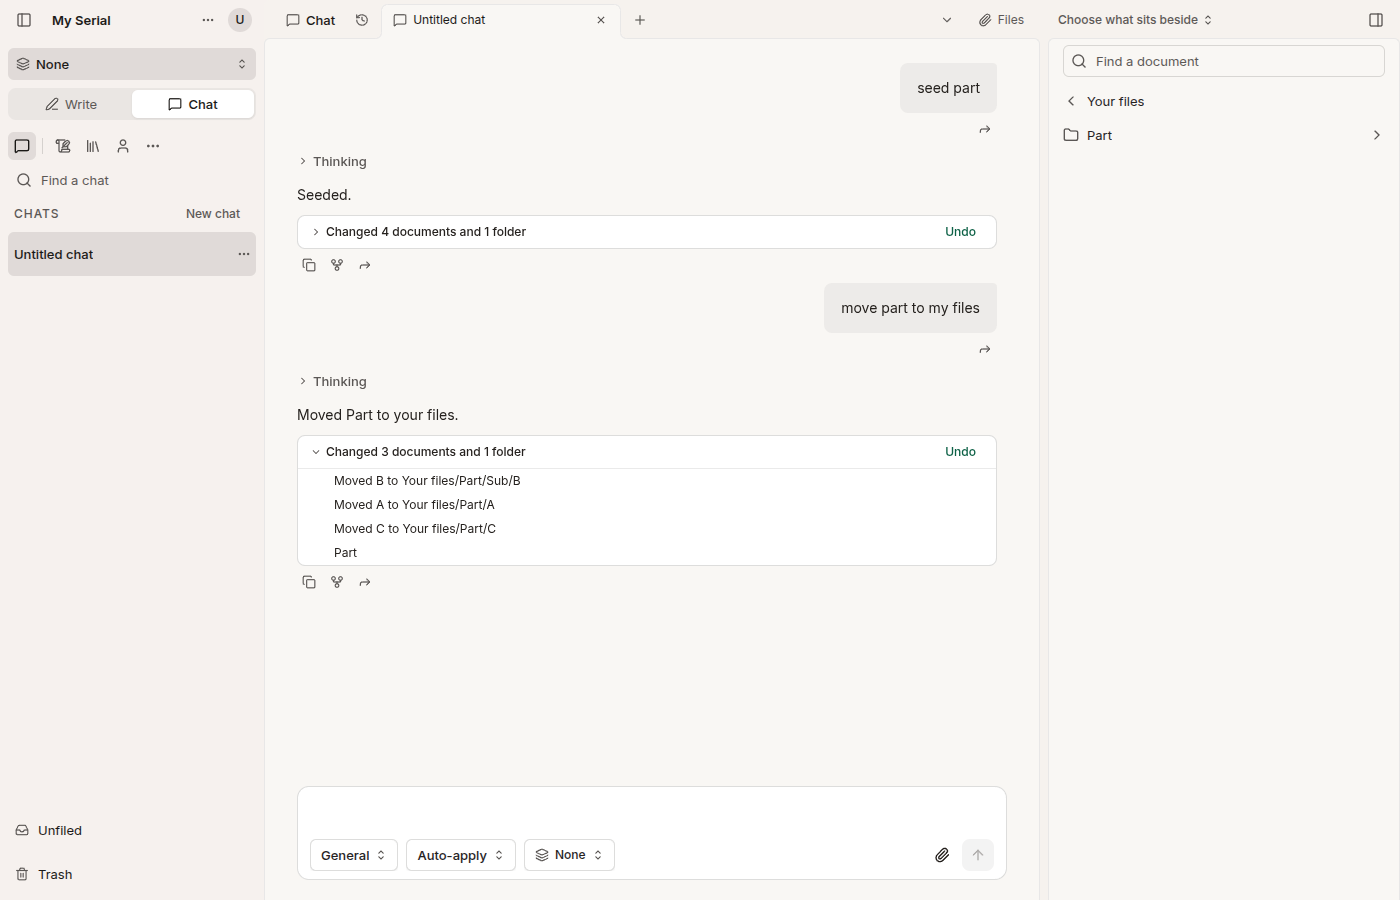 My Serial
U
None
Write
Chat
Find a chat
CHATS
New chat
Untitled chat
Unfiled
Trash
Chat
Untitled chat
Files
seed part
Thinking
Seeded.
Changed 4 documents and 1 folder
Undo
move part to my files
Thinking
Moved Part to your files.
Changed 3 documents and 1 folder
Undo
Moved B to Your files/Part/Sub/B
Moved A to Your files/Part/A
Moved C to Your files/Part/C
Part
General
Auto-apply
None
Choose what sits beside
Find a document
Your files
Part